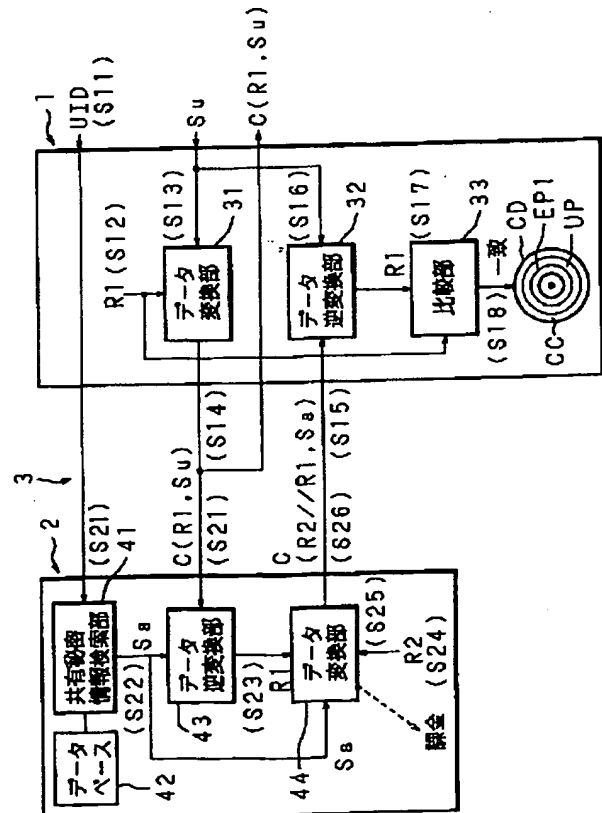 2
3
1
UID
(S11)
データ
ベース
42
共有秘密
情報検索部
41
(S21)
(S22)
Sa
R1(S12)
Su
(S13)
データ
変換部
31
(S14)
C(R1,Su)
C(R1,Su)
(S21)
データ
逆変換部
43
(S23)
R1
(S16)
データ
逆変換部
32
(S15)
C
(R2//R1,Sa)
(S26)
データ
変換部
44
Sa
(S25)
R2
(S24)
課金
R1
(S17)
比較部
33
(S18)
一致
CD
EP1
UP
CC